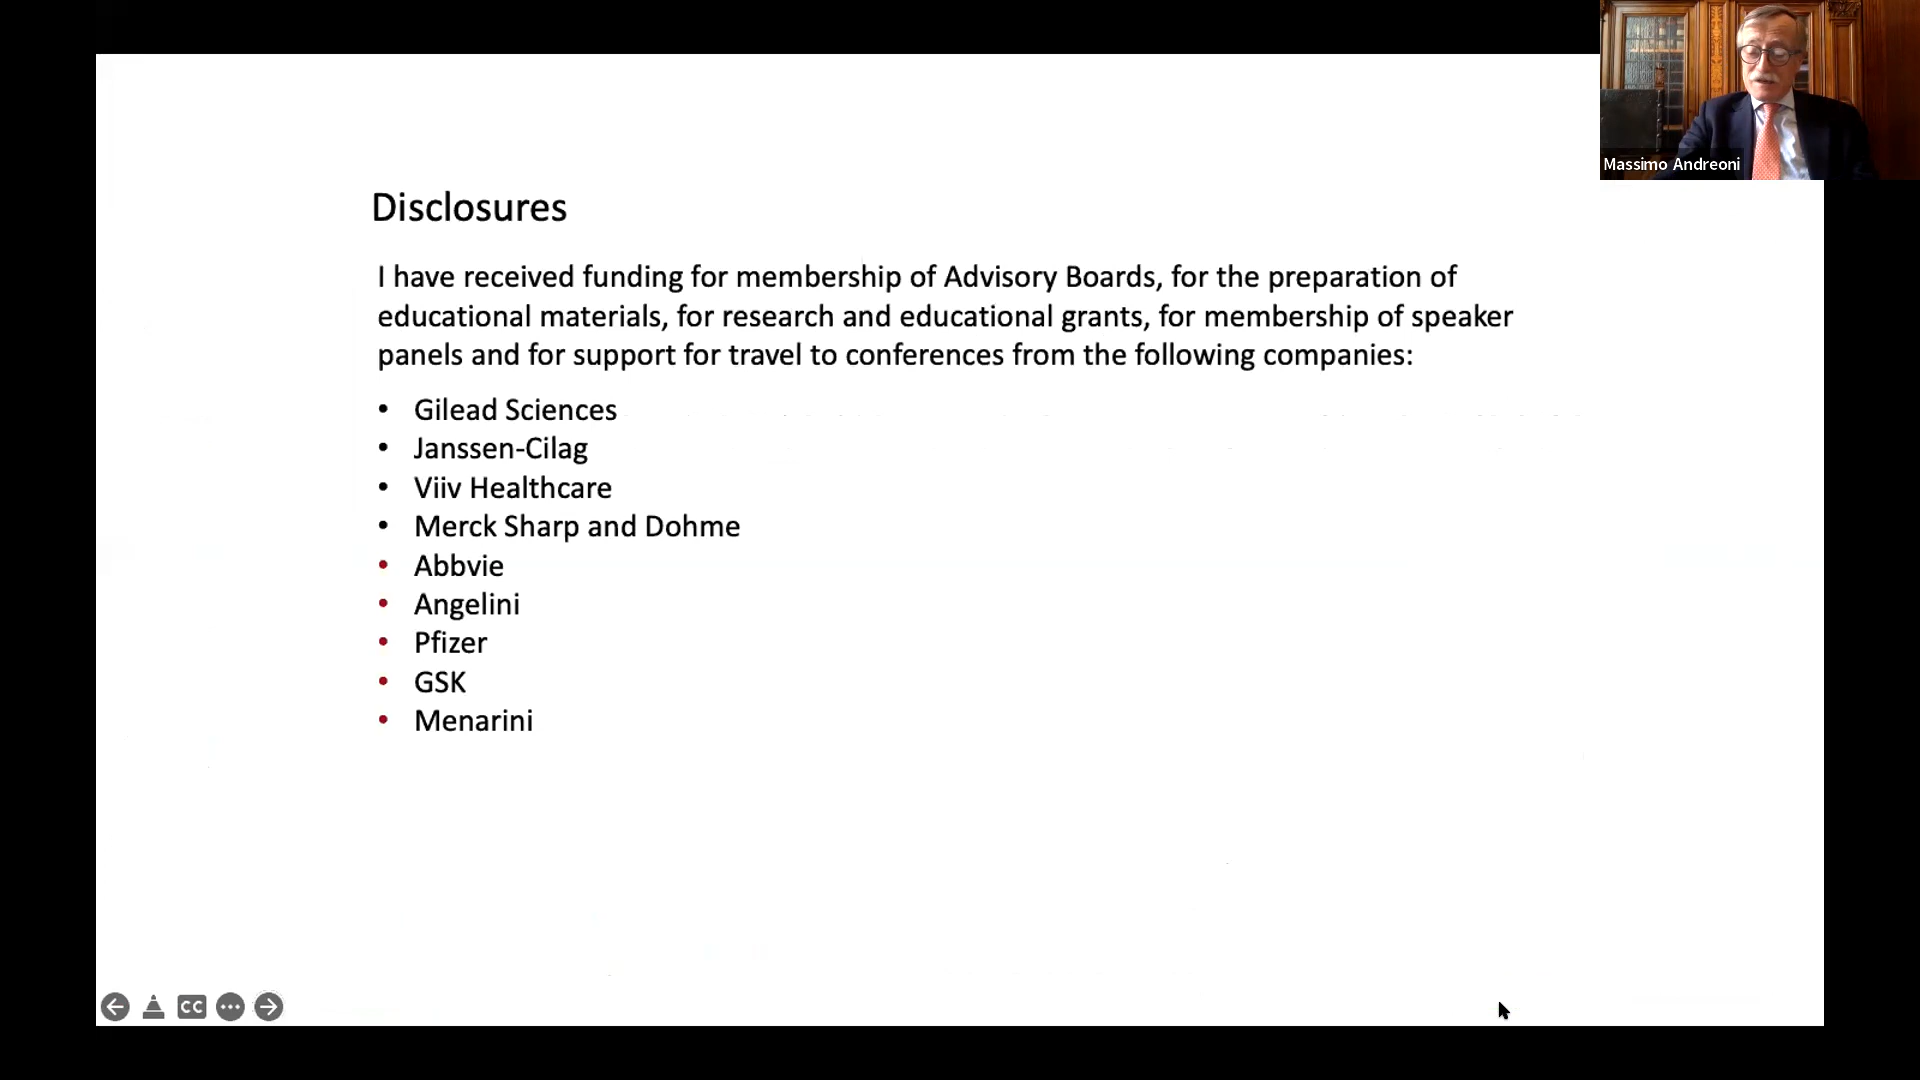 Massimo Andreoni
Disclosures
I have received funding for membership of Advisory Boards, for the preparation of
educational materials, for research and educational grants, for membership of speaker
panels and for support for travel to conferences from the following companies:
• Gilead Sciences
• Janssen-Cilag
• Viiv Healthcare
• Merck Sharp and Dohme
• Abbvie
• Angelini
• Pfizer
• GSK
• Menarini
CC